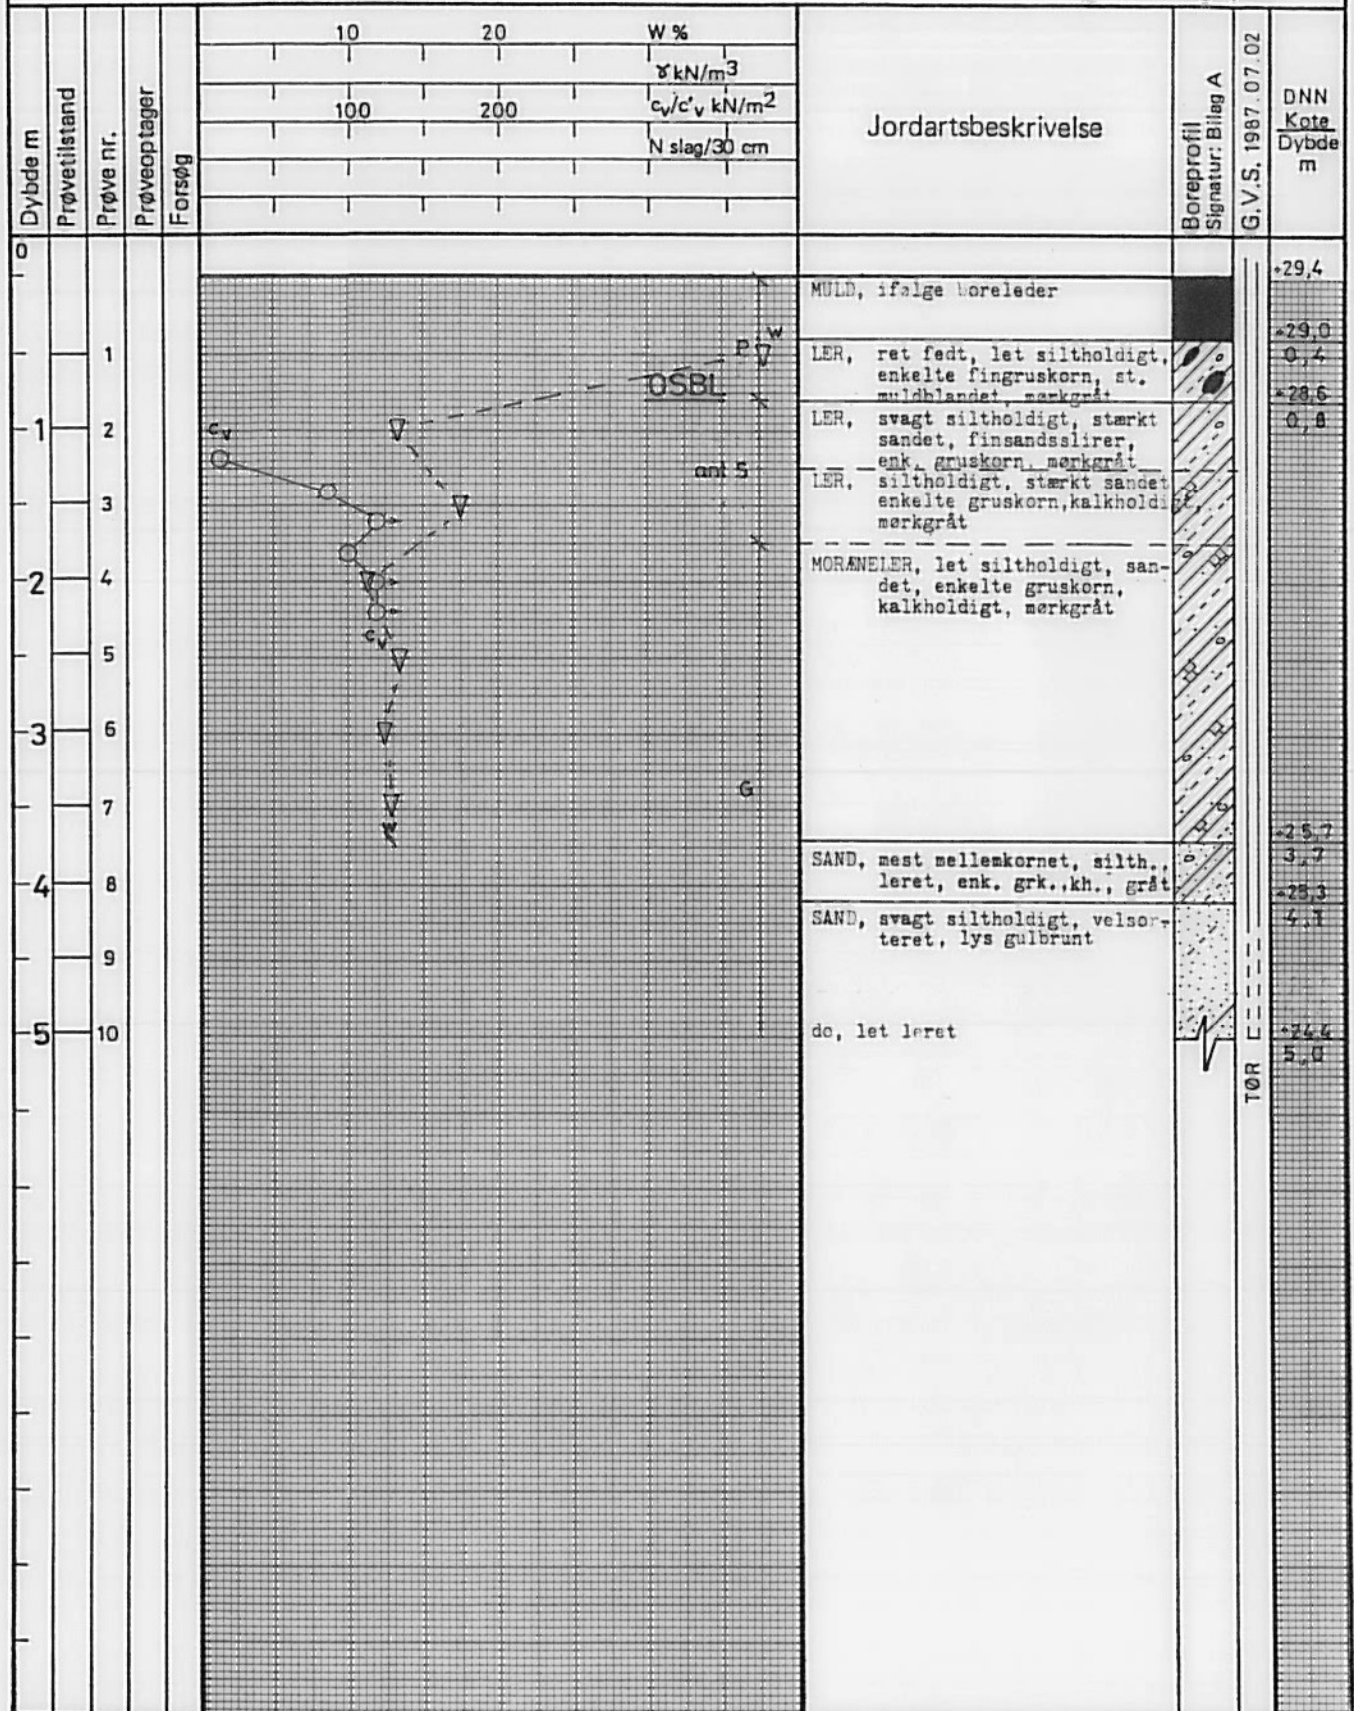 Dybde m
Prøvetilstand
Prøve nr.
Prøveoptager
Forsøg
10 20 W %
γ kN/m3
100 200 cv/c'v kN/m2
N slag/30 cm
Jordartsbeskrivelse
Boreprofil
Signatur: Bilag A
G.V.S. 1987.07.02
DNN
Kote
Dybde
m
0
+29,4
MULD, ifølge boreleder
+29,0
0,4
w
P
1
LER, ret fedt, let siltholdigt,
enkelte fingruskorn, st.
muldblandet, mørkgråt
OSBL
+28,6
0,8
1
2
cv
LER, svagt siltholdigt, stærkt
sandet, finsandsslirer,
enk. gruskorn, mørkgråt
ant S
3
LER, siltholdigt, stærkt sandet
enkelte gruskorn,kalkholdigt,
mørkgråt
2
4
MORÆNELER, let siltholdigt, san-
det, enkelte gruskorn,
kalkholdigt, mørkgråt
cv
5
3
6
7
G
w
+25,7
3,7
4
8
SAND, mest mellemkornet, silth.,
leret, enk. grk.,kh., gråt
+25,3
4,1
9
SAND, svagt siltholdigt, velsor-
teret, lys gulbrunt
5
10
do, let leret
+24,4
5,0
TØR